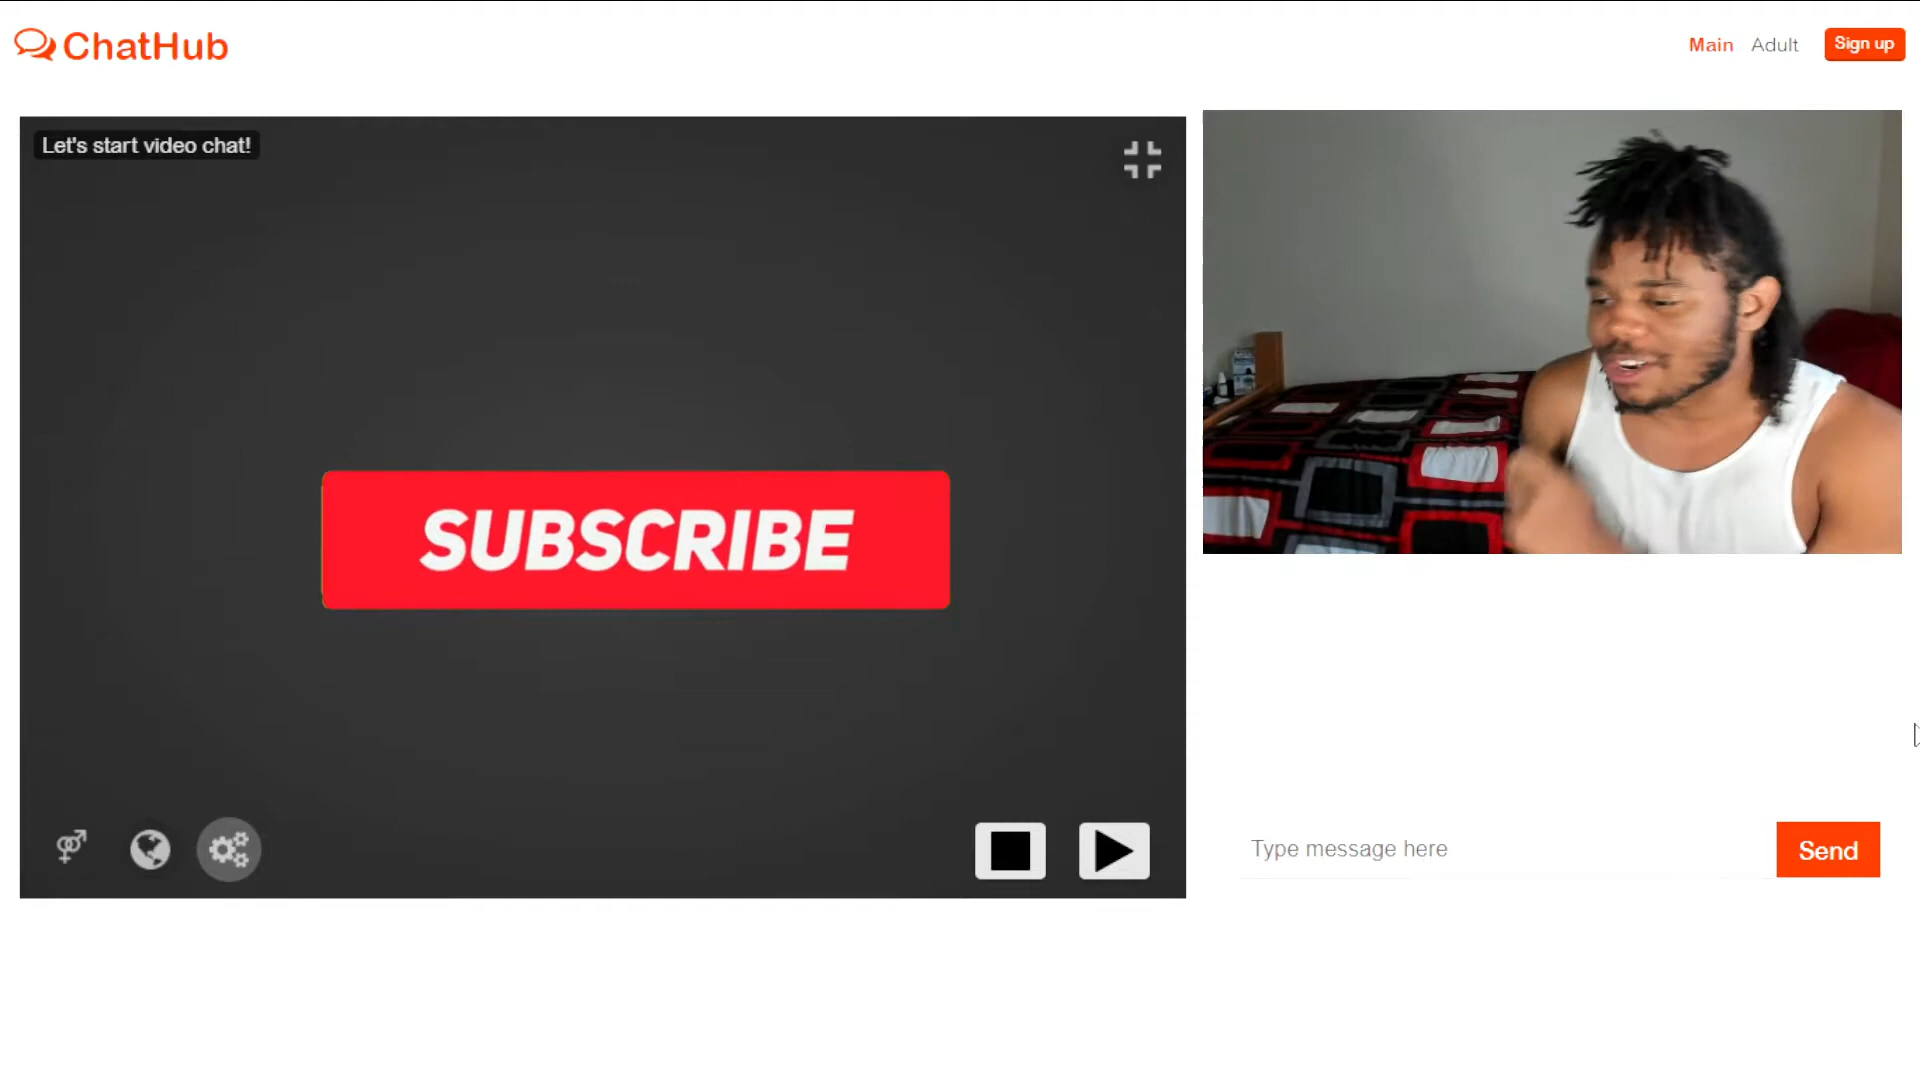 ChatHub
Main
Adult
Sign up
Let's start video chat!
SUBSCRIBE
Type message here
Send